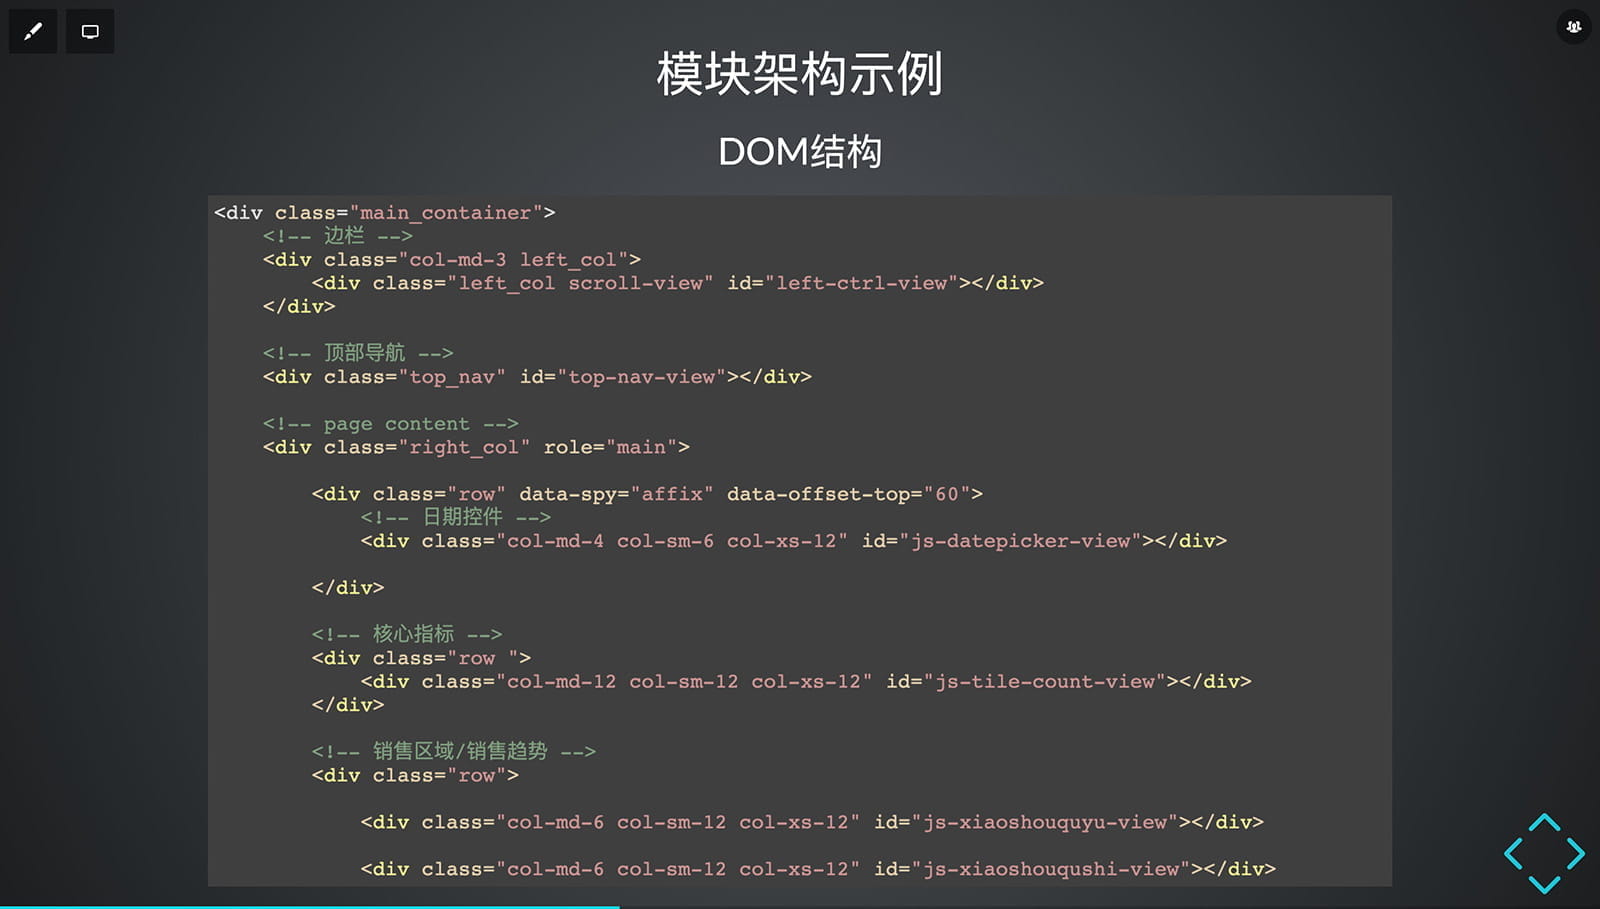 模块架构示例
DOM结构
<div class="main_container">
    <!-- 边栏 -->
    <div class="col-md-3 left_col">
        <div class="left_col scroll-view" id="left-ctrl-view"></div>
    </div>

    <!-- 顶部导航 -->
    <div class="top_nav" id="top-nav-view"></div>

    <!-- page content -->
    <div class="right_col" role="main">

        <div class="row" data-spy="affix" data-offset-top="60">
            <!-- 日期控件 -->
            <div class="col-md-4 col-sm-6 col-xs-12" id="js-datepicker-view"></div>

        </div>

        <!-- 核心指标 -->
        <div class="row ">
            <div class="col-md-12 col-sm-12 col-xs-12" id="js-tile-count-view"></div>
        </div>

        <!-- 销售区域/销售趋势 -->
        <div class="row">

            <div class="col-md-6 col-sm-12 col-xs-12" id="js-xiaoshouquyu-view"></div>

            <div class="col-md-6 col-sm-12 col-xs-12" id="js-xiaoshouqushi-view"></div>